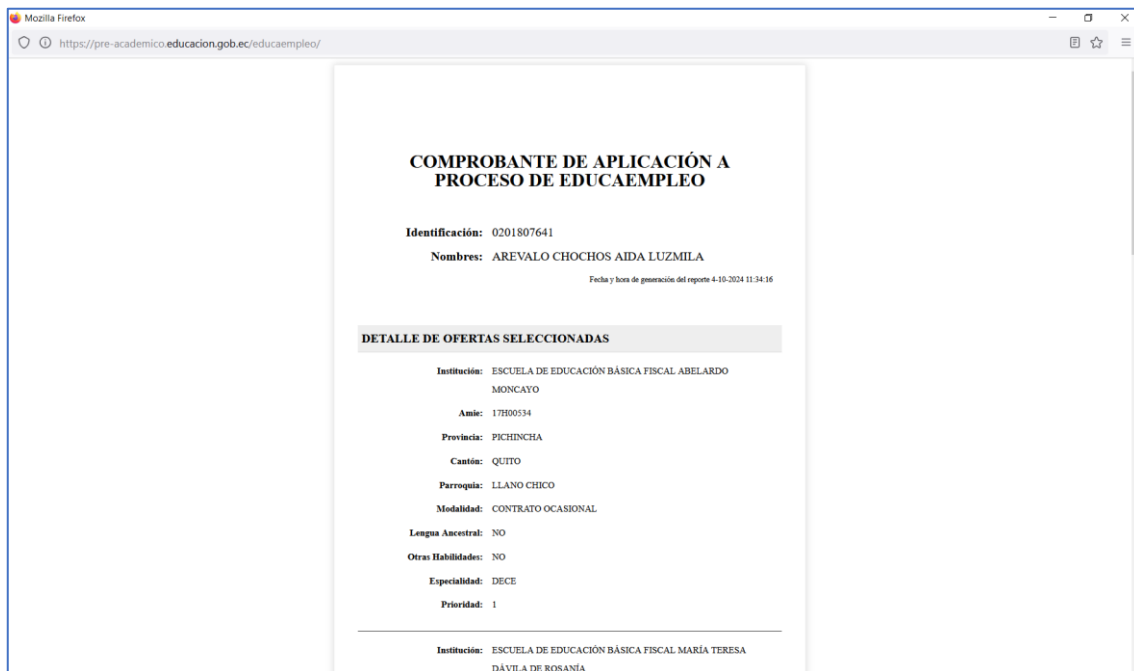 Mozilla Firefox
https://pre-academico.educacion.gob.ec/educaempleo/
COMPROBANTE DE APLICACIÓN A
PROCESO DE EDUCAEMPLEO
Identificación: 0201807641
Nombres: AREVALO CHOCHOS AIDA LUZMILA
Fecha y hora de generación del reporte 4-10-2024 11:34:16
DETALLE DE OFERTAS SELECCIONADAS
Institución: ESCUELA DE EDUCACIÓN BÁSICA FISCAL ABELARDO
MONCAYO
Amie: 17H00534
Provincia: PICHINCHA
Cantón: QUITO
Parroquia: LLANO CHICO
Modalidad: CONTRATO OCASIONAL
Lengua Ancestral: NO
Otras Habilidades: NO
Especialidad: DECE
Prioridad: 1
Institución: ESCUELA DE EDUCACIÓN BÁSICA FISCAL MARÍA TERESA
DÁVILA DE ROSANÍA